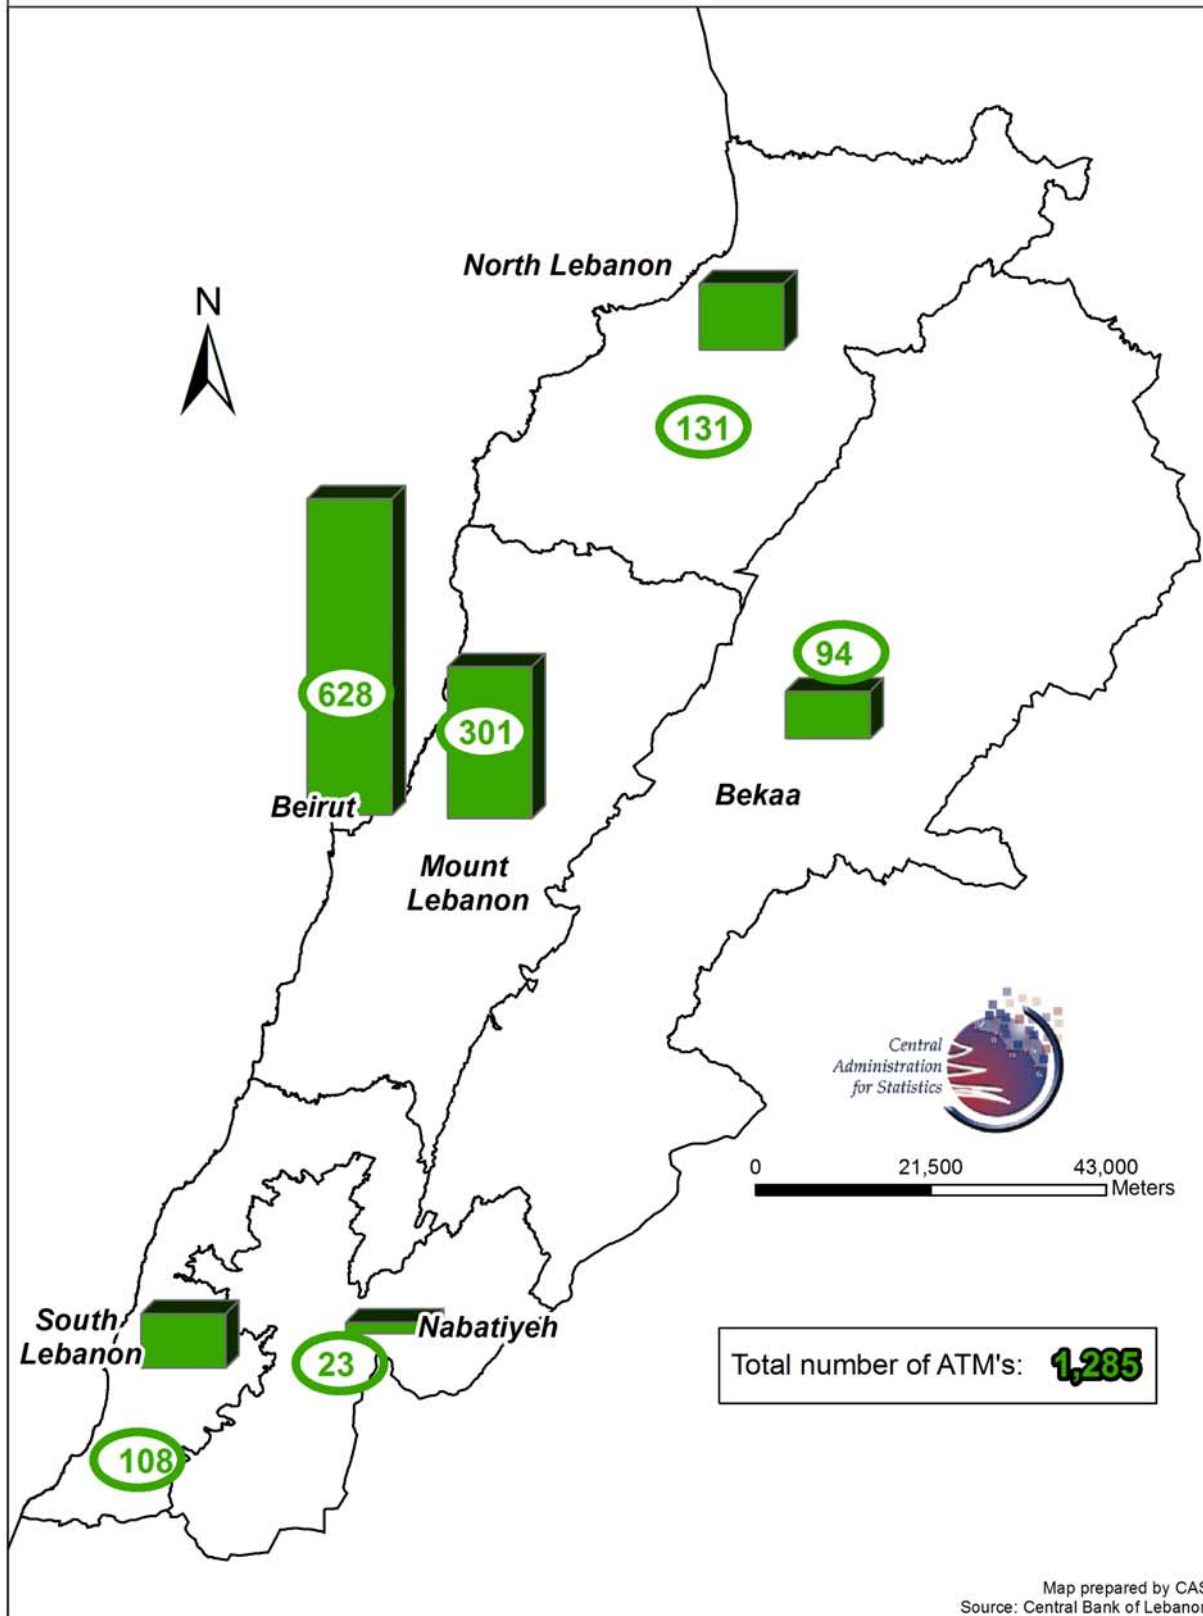 North Lebanon
N
131
628
301
94
Beirut
Bekaa
Mount
Lebanon
Central
Administration
for Statistics
0 21,500 43,000
Meters
South
Lebanon
Nabatiyeh
23
108
Total number of ATM's: 1,285
Map prepared by CAS
Source: Central Bank of Lebanon